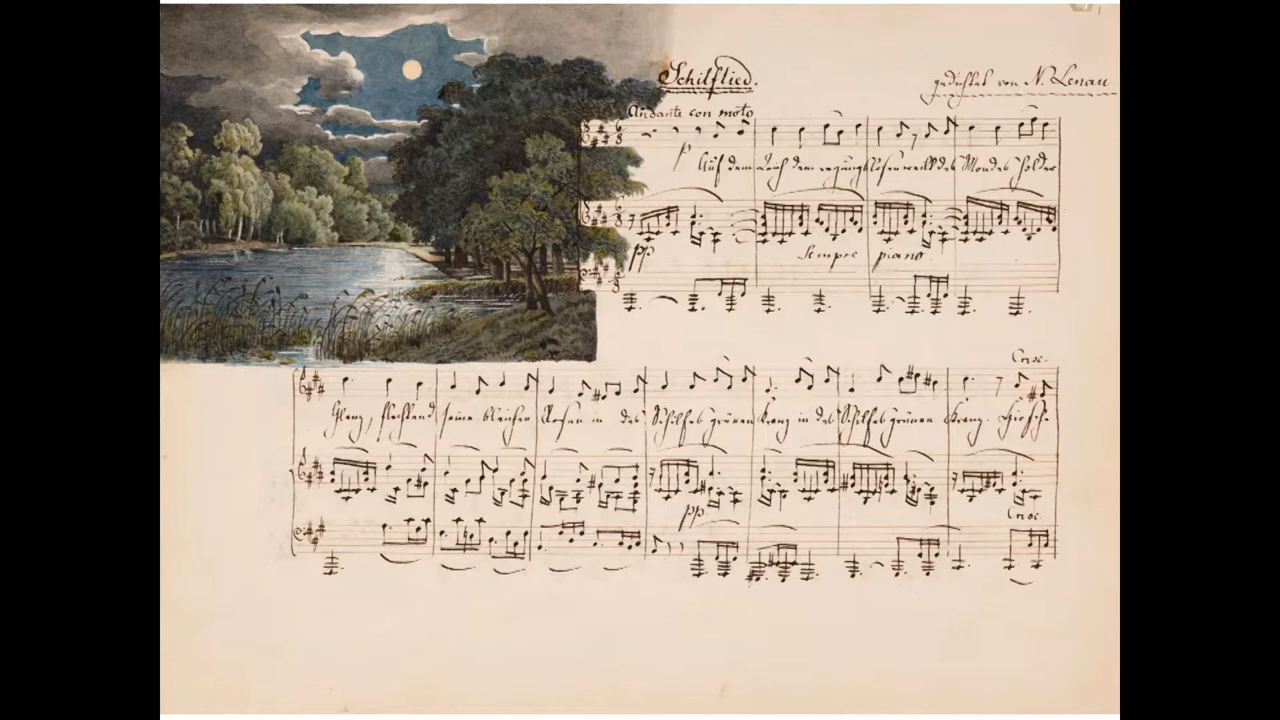 Schilflied.
gedichtet von N. Lenau
Andante con moto
p
Auf dem Teich dem regungslosen weilt des Mondes holder
pp
sempre piano
Cresc.
Glanz, flechtend seine bleichen Rosen in des Schilfes grünen Kranz in des Schilfes grünen Kranz. Hirsche
pp
Cresc.